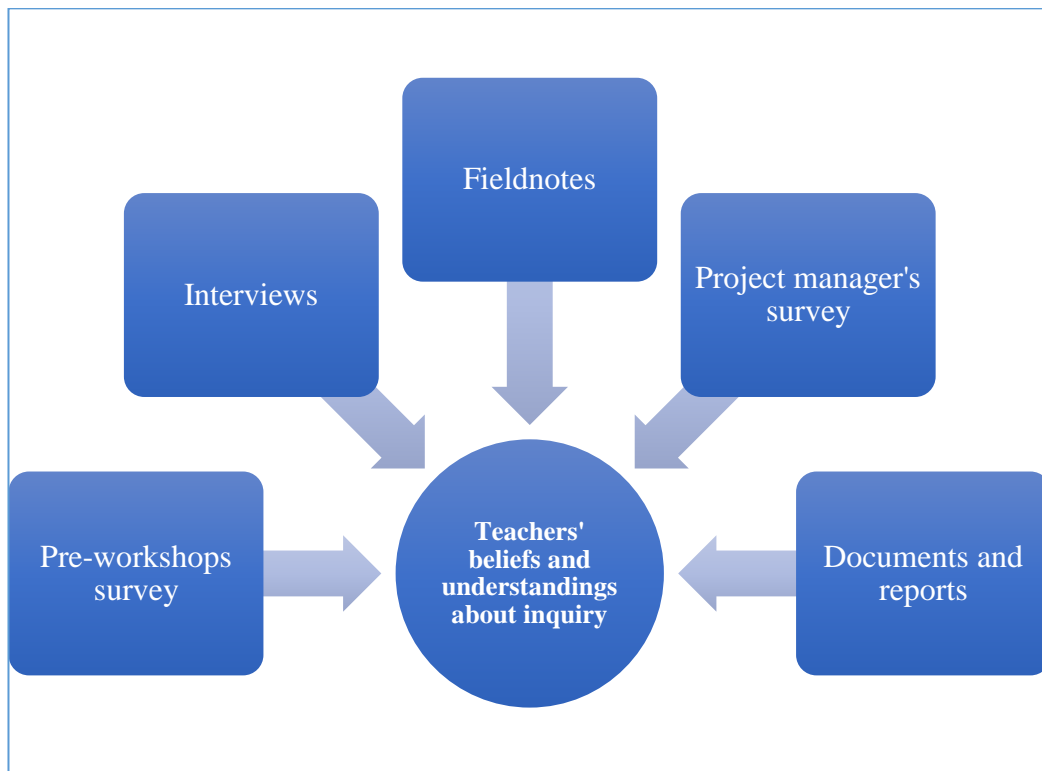 Fieldnotes
Interviews
Project manager's
survey
Pre-workshops
survey
Teachers'
beliefs and
understandings
about inquiry
Documents and
reports